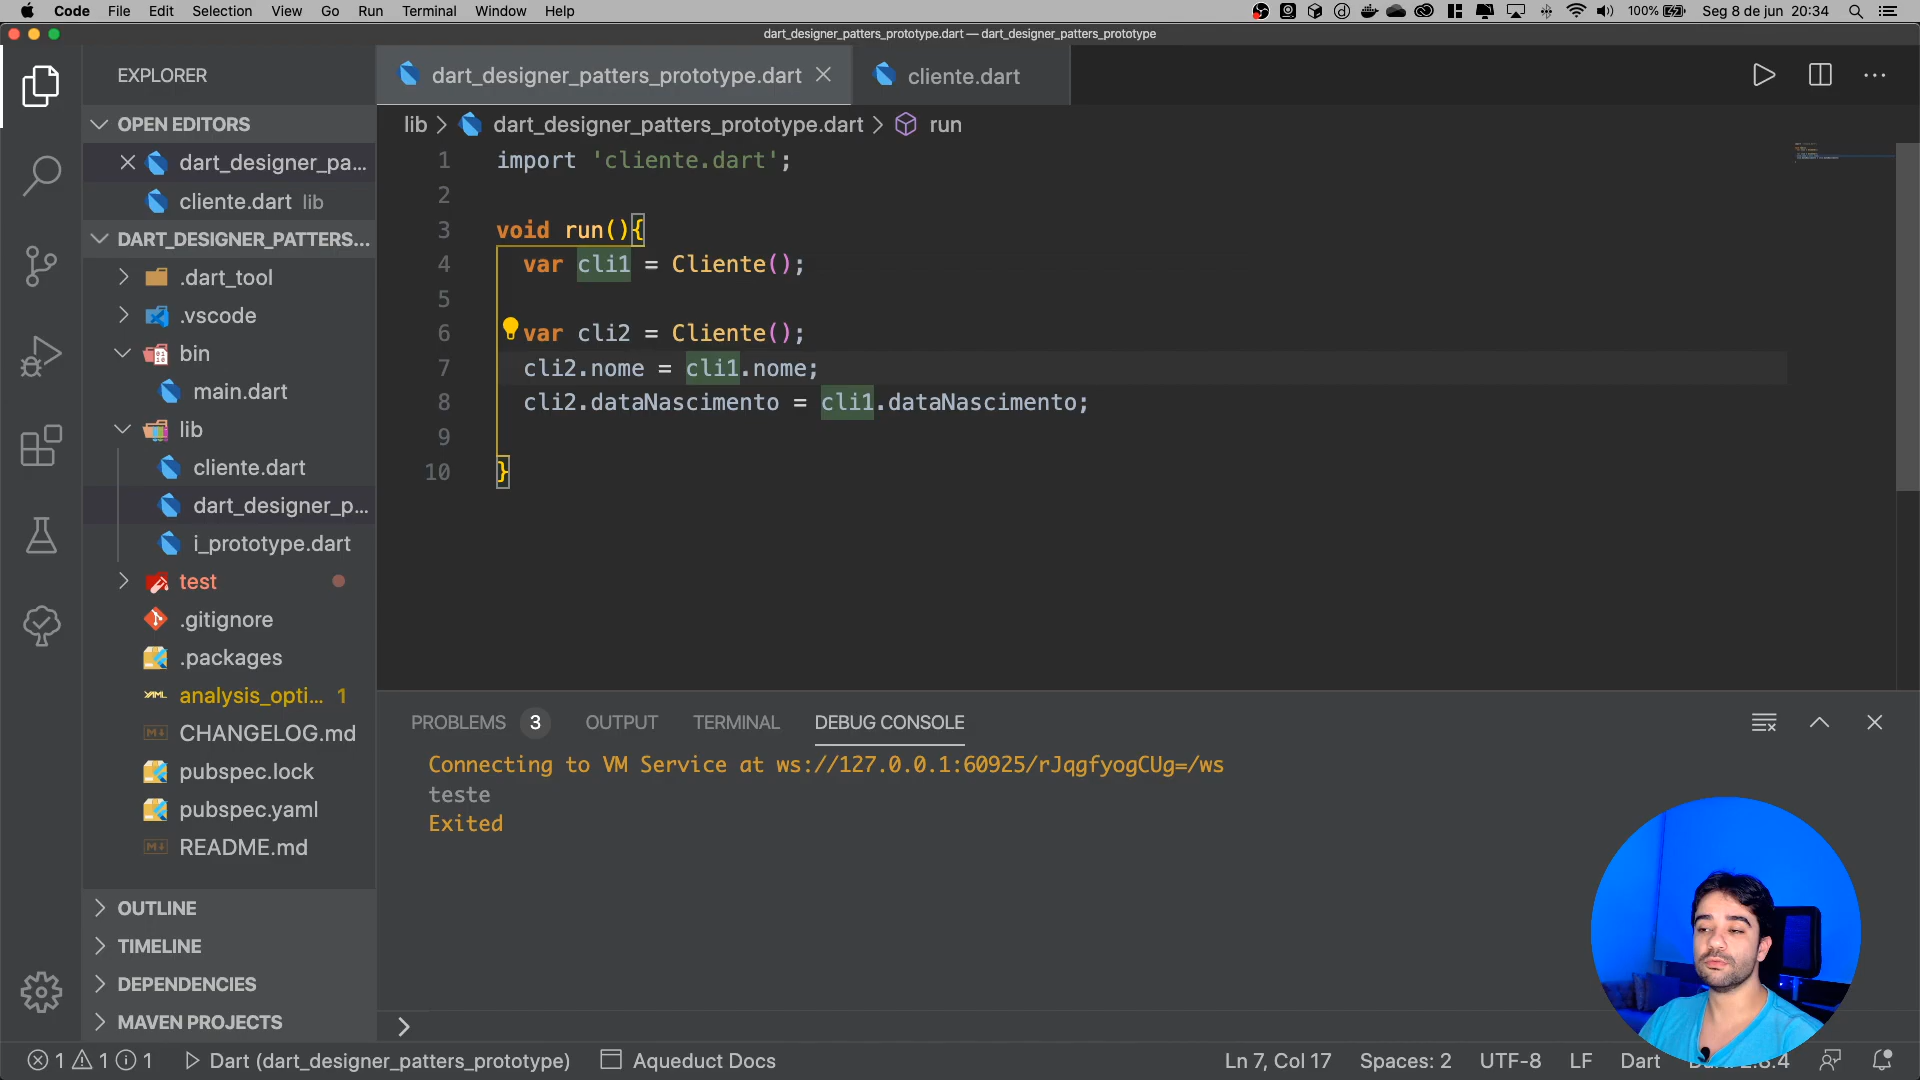 Code File Edit Selection View Go Run Terminal Window Help 100% Seg 8 de jun 20:34
dart_designer_patters_prototype.dart — dart_designer_patters_prototype
EXPLORER
OPEN EDITORS
dart_designer_pa...
cliente.dart lib
DART_DESIGNER_PATTERS...
.dart_tool
.vscode
bin
main.dart
lib
cliente.dart
dart_designer_p...
i_prototype.dart
test
.gitignore
.packages
analysis_opti... 1
CHANGELOG.md
pubspec.lock
pubspec.yaml
README.md
OUTLINE
TIMELINE
DEPENDENCIES
MAVEN PROJECTS
dart_designer_patters_prototype.dart cliente.dart
lib > dart_designer_patters_prototype.dart > run
1 import 'cliente.dart';
2
3 void run(){
4 var cli1 = Cliente();
5
6 var cli2 = Cliente();
7 cli2.nome = cli1.nome;
8 cli2.dataNascimento = cli1.dataNascimento;
9
10 }
PROBLEMS 3 OUTPUT TERMINAL DEBUG CONSOLE
Connecting to VM Service at ws://127.0.0.1:60925/rJqgfyogCUg=/ws
teste
Exited
1 1 1 Dart (dart_designer_patters_prototype) Aqueduct Docs Ln 7, Col 17 Spaces: 2 UTF-8 LF Dart